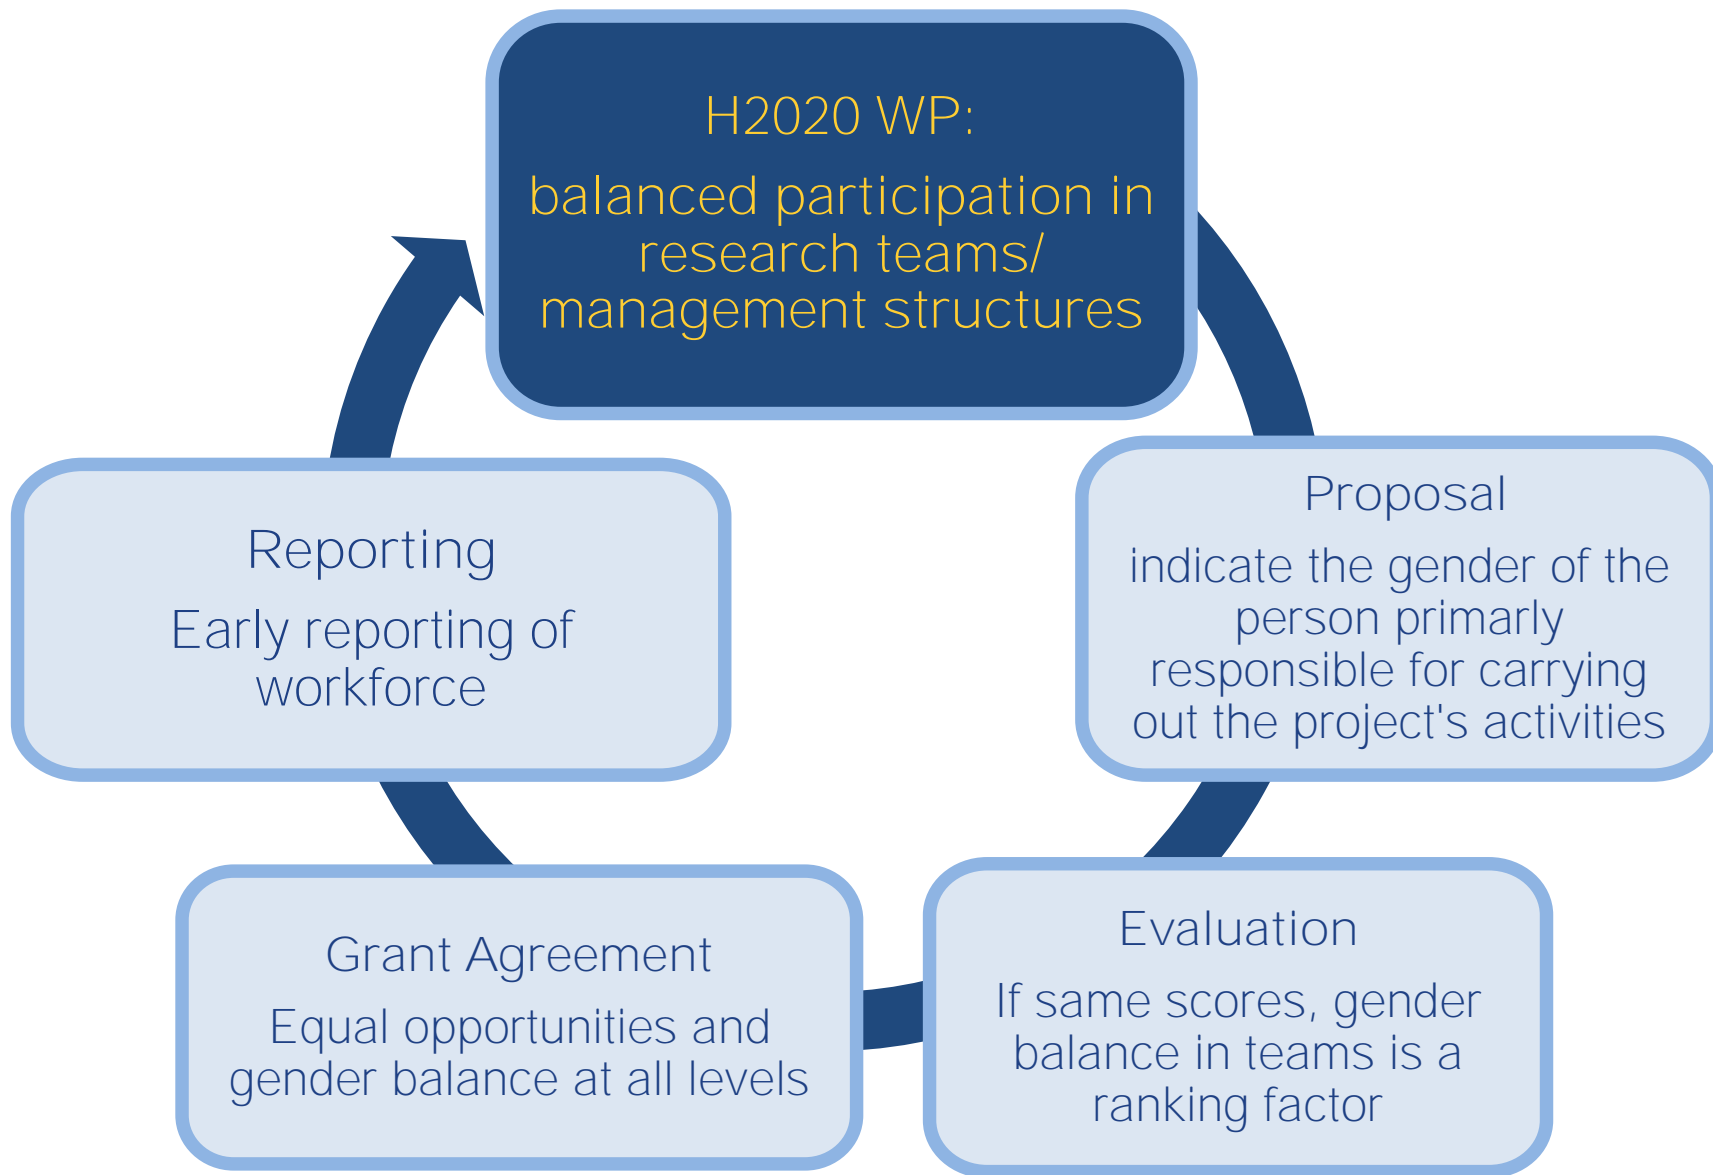 H2020 WP:
balanced participation in
research teams/
management structures
Proposal
indicate the gender of the
person primarly
responsible for carrying
out the project's activities
Evaluation
If same scores, gender
balance in teams is a
ranking factor
Grant Agreement
Equal opportunities and
gender balance at all levels
Reporting
Early reporting of
workforce